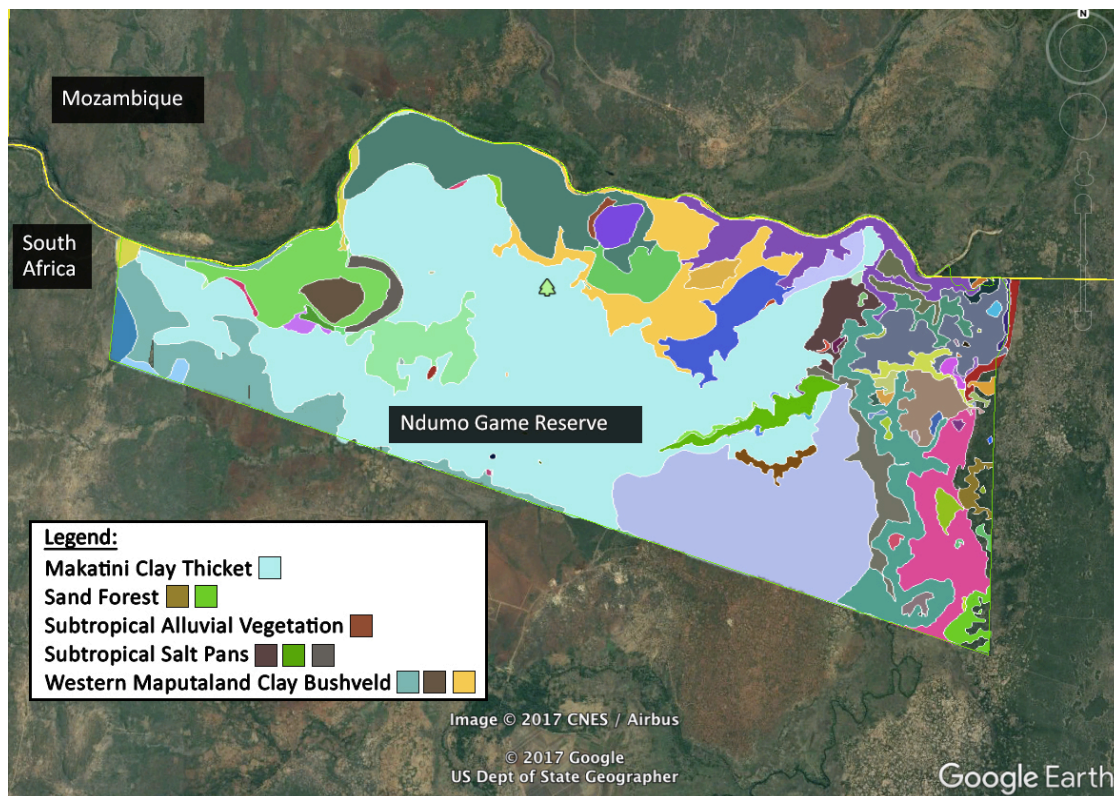 N
Mozambique
South
Africa
Ndumo Game Reserve
Legend:
Makatini Clay Thicket
Sand Forest
Subtropical Alluvial Vegetation
Subtropical Salt Pans
Western Maputaland Clay Bushveld
Image © 2017 CNES / Airbus
© 2017 Google
US Dept of State Geographer
Google Earth